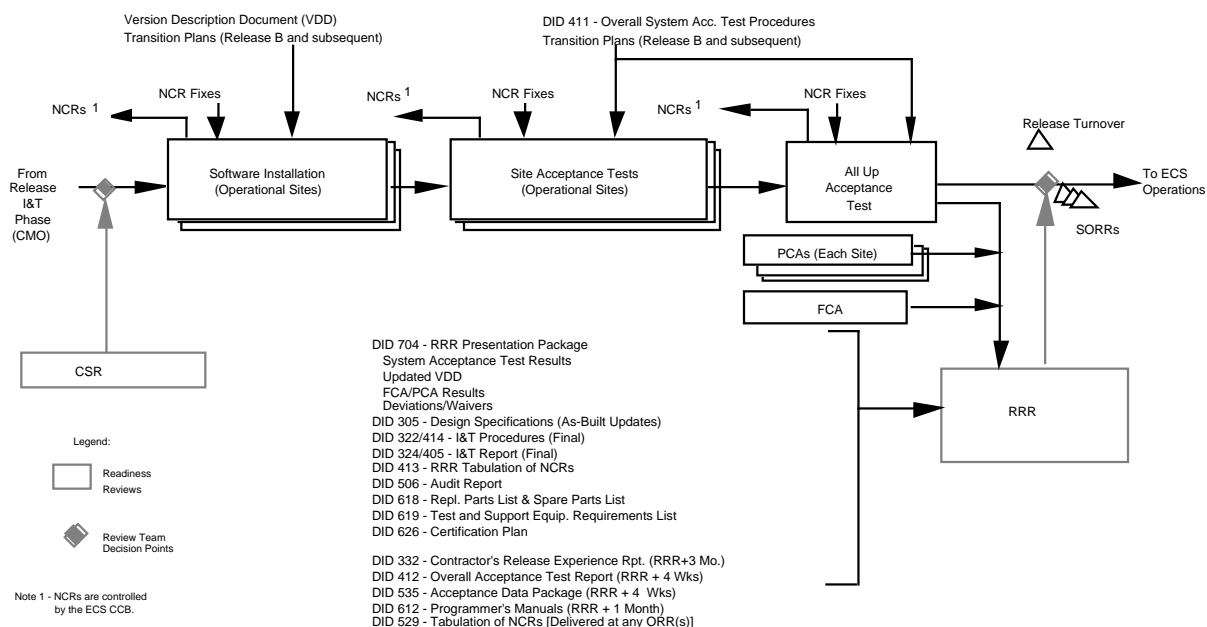 Version Description Document (VDD)
Transition Plans (Release B and subsequent)
DID 411 - Overall System Acc. Test Procedures
Transition Plans (Release B and subsequent)
NCRs 1
NCR Fixes
NCRs 1
NCR Fixes
NCRs 1
NCR Fixes
Release Turnover
From
Release
I&T
Phase
(CMO)
Software Installation
(Operational Sites)
Site Acceptance Tests
(Operational Sites)
All Up
Acceptance
Test
To ECS
Operations
SORRs
PCAs (Each Site)
FCA
CSR
RRR
DID 704 - RRR Presentation Package
System Acceptance Test Results
Updated VDD
FCA/PCA Results
Deviations/Waivers
DID 305 - Design Specifications (As-Built Updates)
DID 322/414 - I&T Procedures (Final)
DID 324/405 - I&T Report (Final)
DID 413 - RRR Tabulation of NCRs
DID 506 - Audit Report
DID 618 - Repl. Parts List & Spare Parts List
DID 619 - Test and Support Equip. Requirements List
DID 626 - Certification Plan
DID 332 - Contractor's Release Experience Rpt. (RRR+3 Mo.)
DID 412 - Overall Acceptance Test Report (RRR + 4 Wks)
DID 535 - Acceptance Data Package (RRR + 4 Wks)
DID 612 - Programmer's Manuals (RRR + 1 Month)
DID 529 - Tabulation of NCRs [Delivered at any ORR(s)]
Legend:
Readiness
Reviews
Review Team
Decision Points
Note 1 - NCRs are controlled
by the ECS CCB.